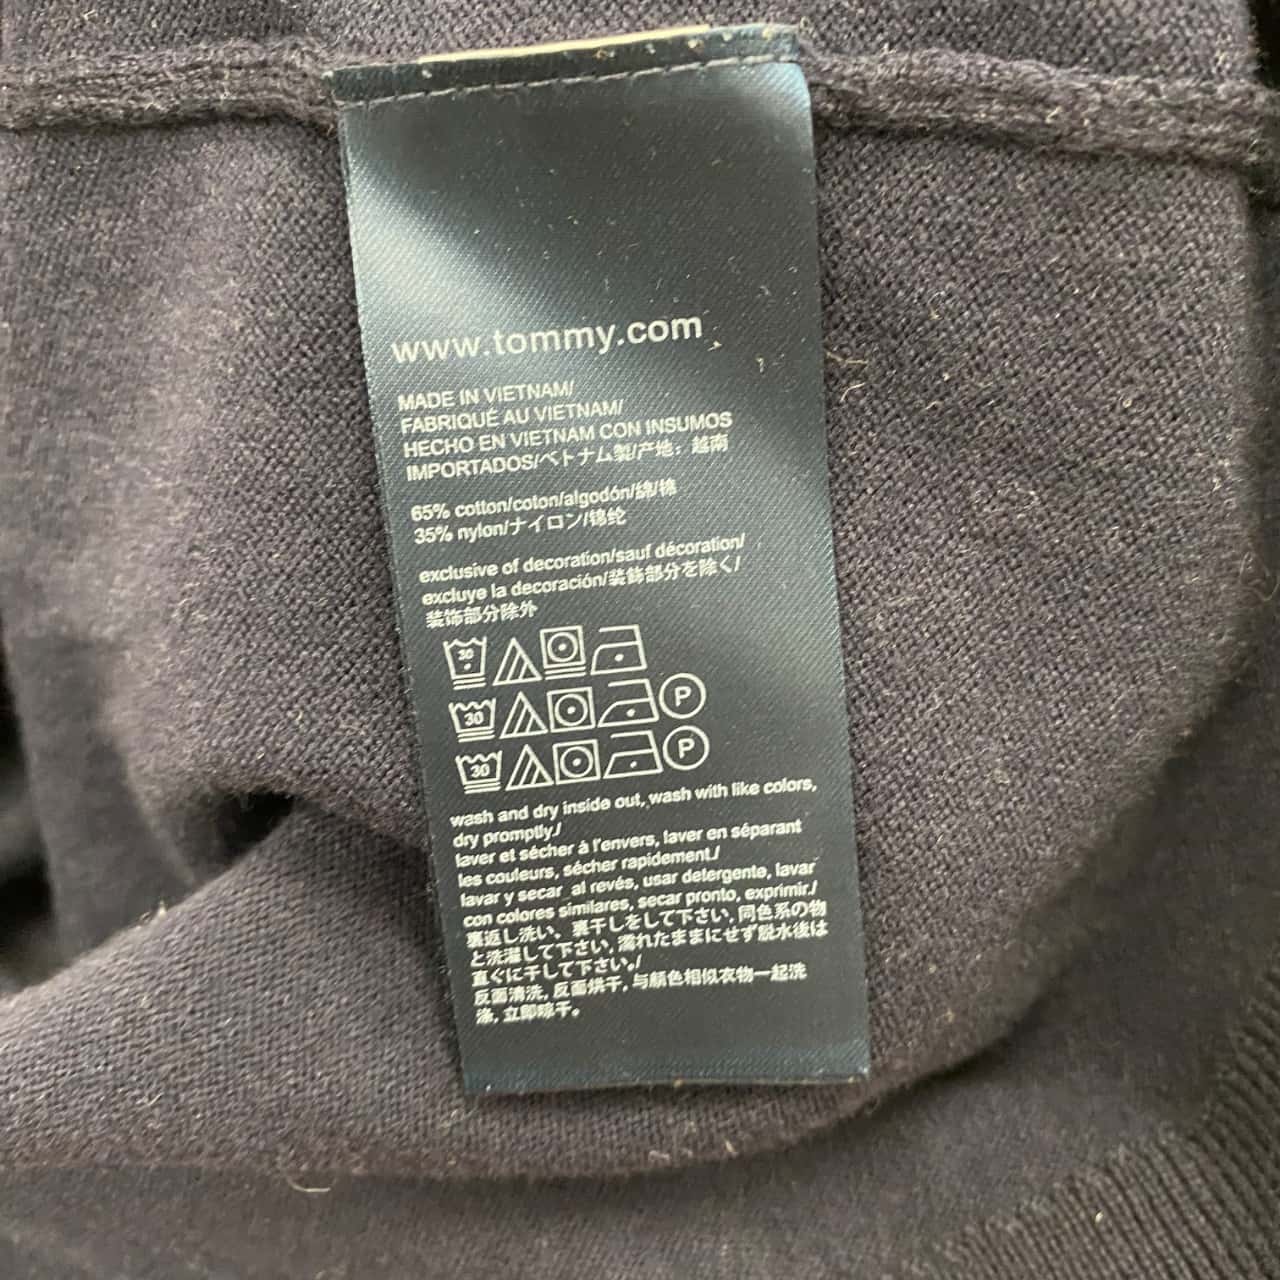 www.tommy.com
MADE IN VIETNAM/
FABRIQUÉ AU VIETNAM/
HECHO EN VIETNAM CON INSUMOS
IMPORTADOS/ベトナム製/产地：越南
65% cotton/coton/algodón/綿/棉
35% nylon/ナイロン/锦纶
exclusive of decoration/sauf décoration/
excluye la decoración/装飾部分を除く/
装饰部分除外
30
30 P
30 P
wash and dry inside out, wash with like colors,
dry promptly./
laver et sécher à l'envers, laver en séparant
les couleurs, sécher rapidement./
lavar y secar al revés, usar detergente, lavar
con colores similares, secar pronto, exprimir./
裏返し洗い、裏干しをして下さい,同色系の物
と洗濯して下さい,濡れたままにせず脱水後は
直ぐに干して下さい。/
反面清洗, 反面烘干, 与颜色相似衣物一起洗
涤, 立即晾干。